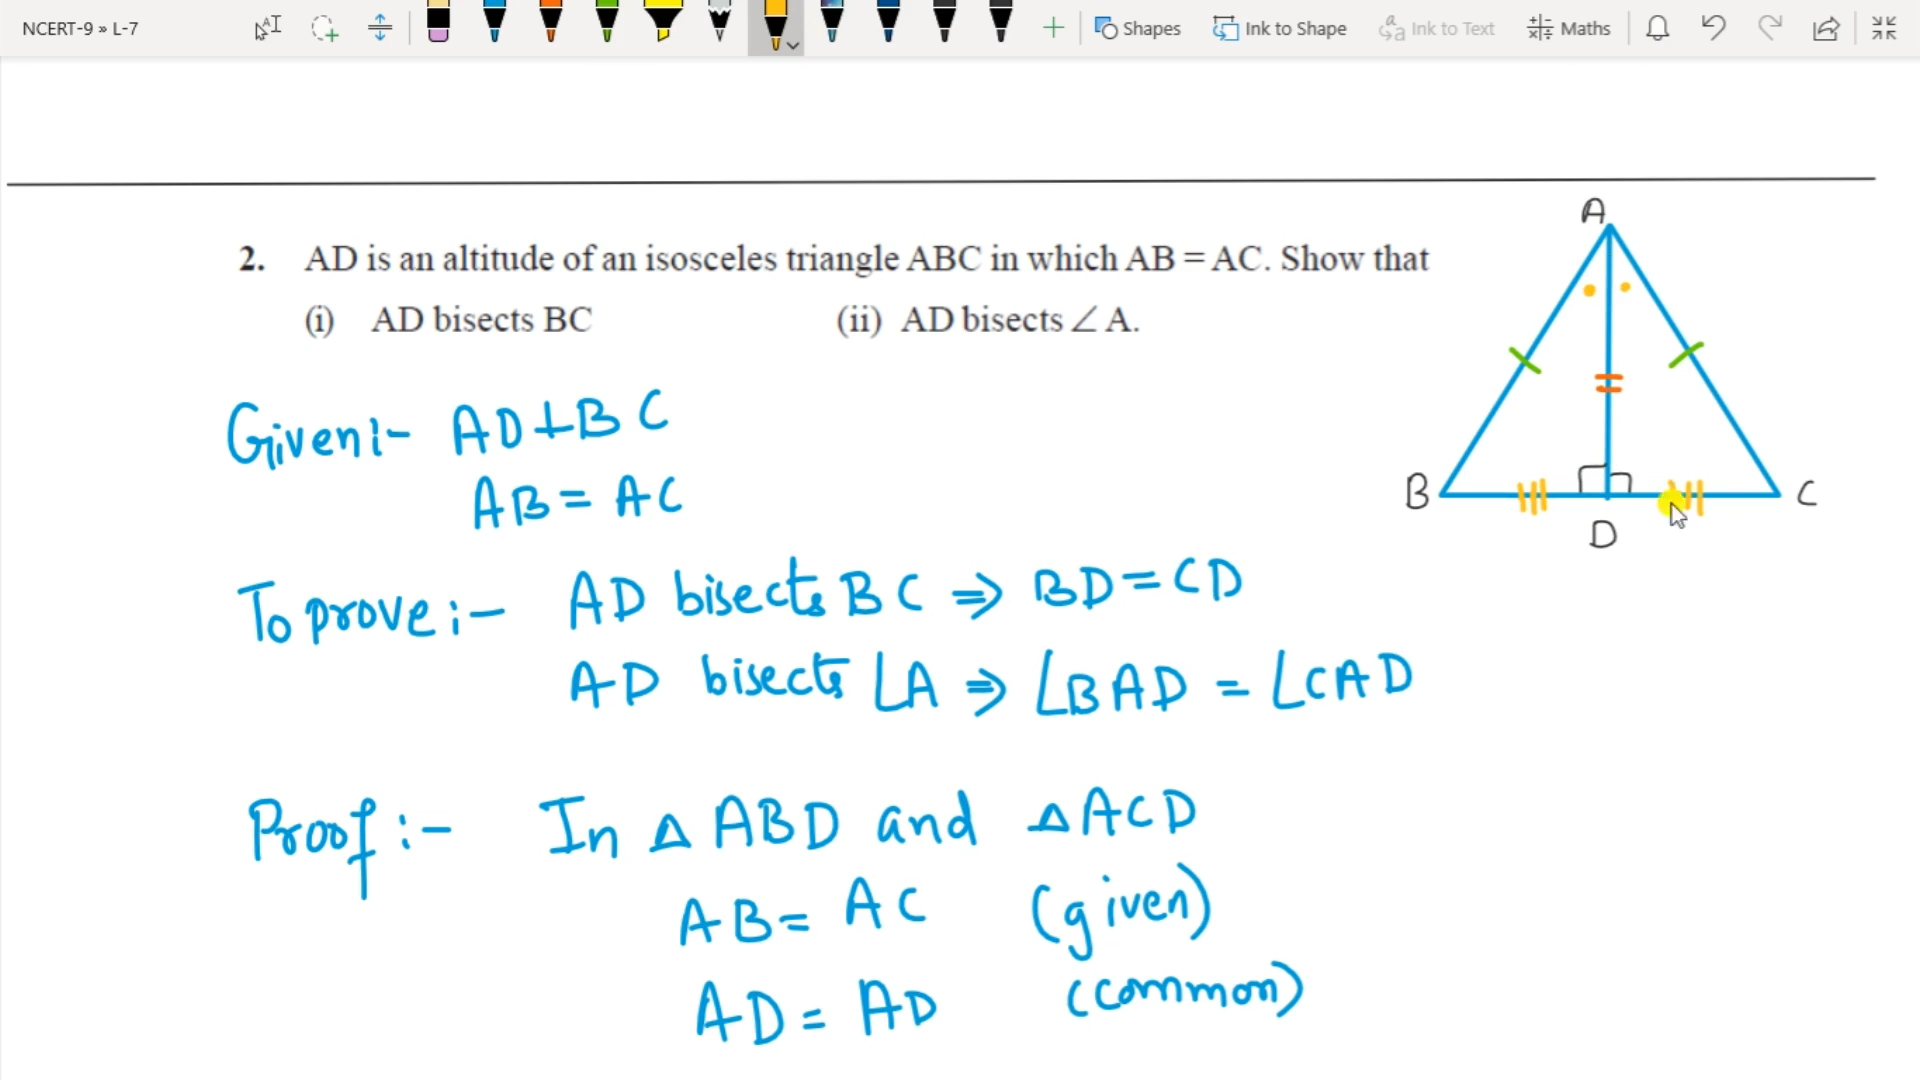 NCERT-9 » L-7
Shapes
Ink to Shape
Ink to Text
Maths
2. AD is an altitude of an isosceles triangle ABC in which AB = AC. Show that
(i) AD bisects BC (ii) AD bisects ∠ A.
A
B
C
D
Given:- AD⊥BC
AB = AC
To prove:- AD bisects BC ⇒ BD = CD
AD bisects ∠A ⇒ ∠BAD = ∠CAD
Proof:- In △ ABD and △ ACD
AB = AC (given)
AD = AD (common)